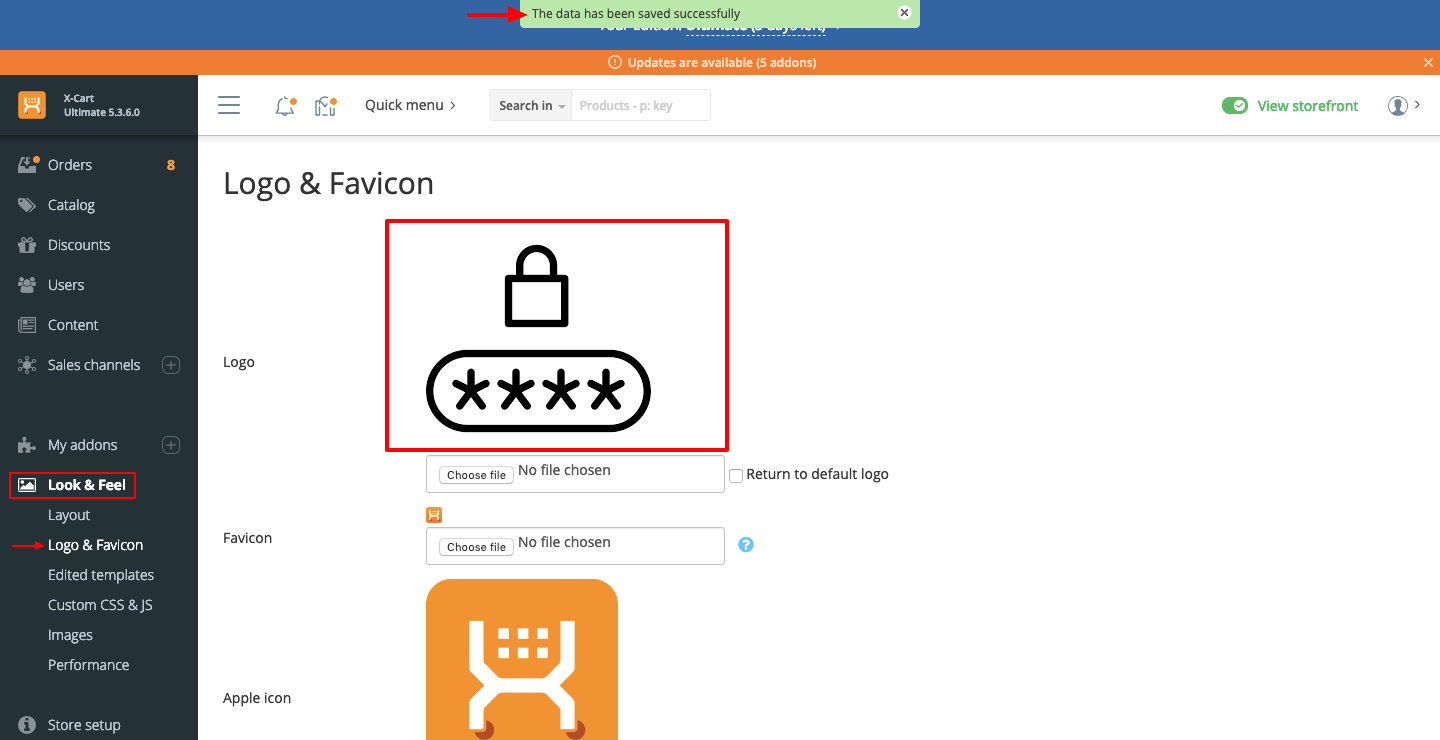 The data has been saved successfully
Your Edition: Ultimate
Updates are available (5 addons)
X-Cart
Ultimate 5.3.6.0
Quick menu
Search in
Products - p: key
View storefront
Orders
8
Catalog
Discounts
Users
Content
Sales channels
My addons
Look & Feel
Layout
Logo & Favicon
Edited templates
Custom CSS & JS
Images
Performance
Store setup
Logo & Favicon
Logo
****
Choose file No file chosen
Return to default logo
Favicon
Choose file No file chosen
?
Apple icon